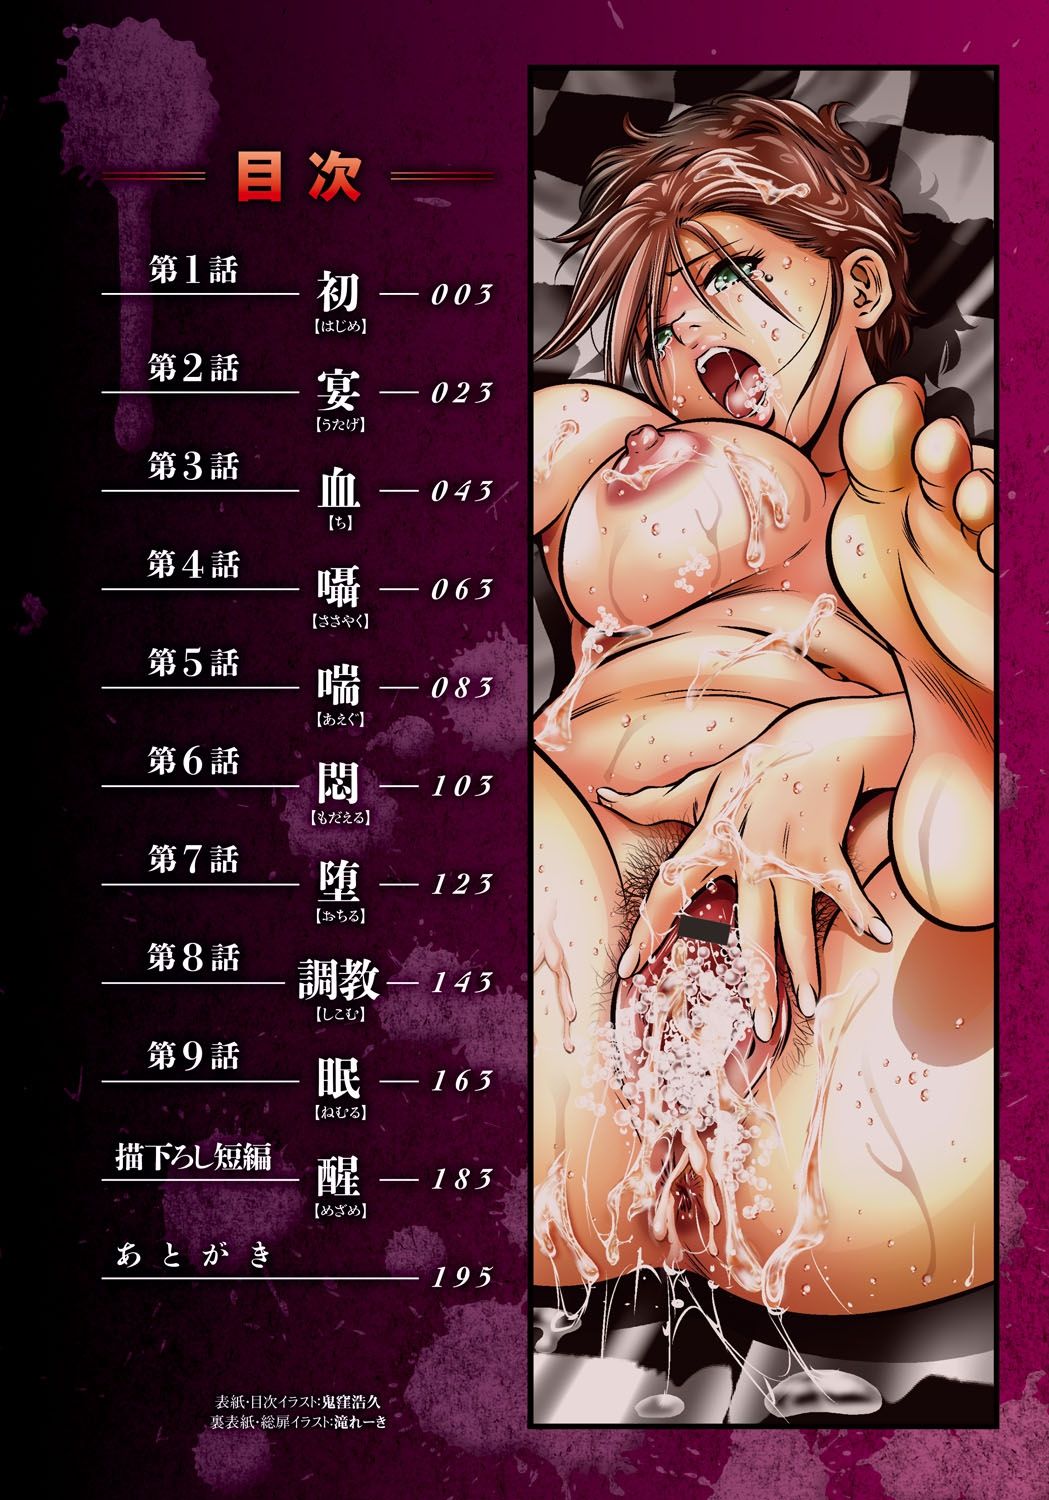 目次
第1話 初 003
【はじめ】
第2話 宴 023
【うたげ】
第3話 血 043
【ち】
第4話 囁 063
【ささやく】
第5話 喘 083
【あえぐ】
第6話 悶 103
【もだえる】
第7話 堕 123
【おちる】
第8話 調教 143
【しこむ】
第9話 眠 163
【ねむる】
描下ろし短編 醒 183
【めざめ】
あとがき 195
表紙・目次イラスト:鬼窪浩久
裏表紙・総扉イラスト:滝れーき